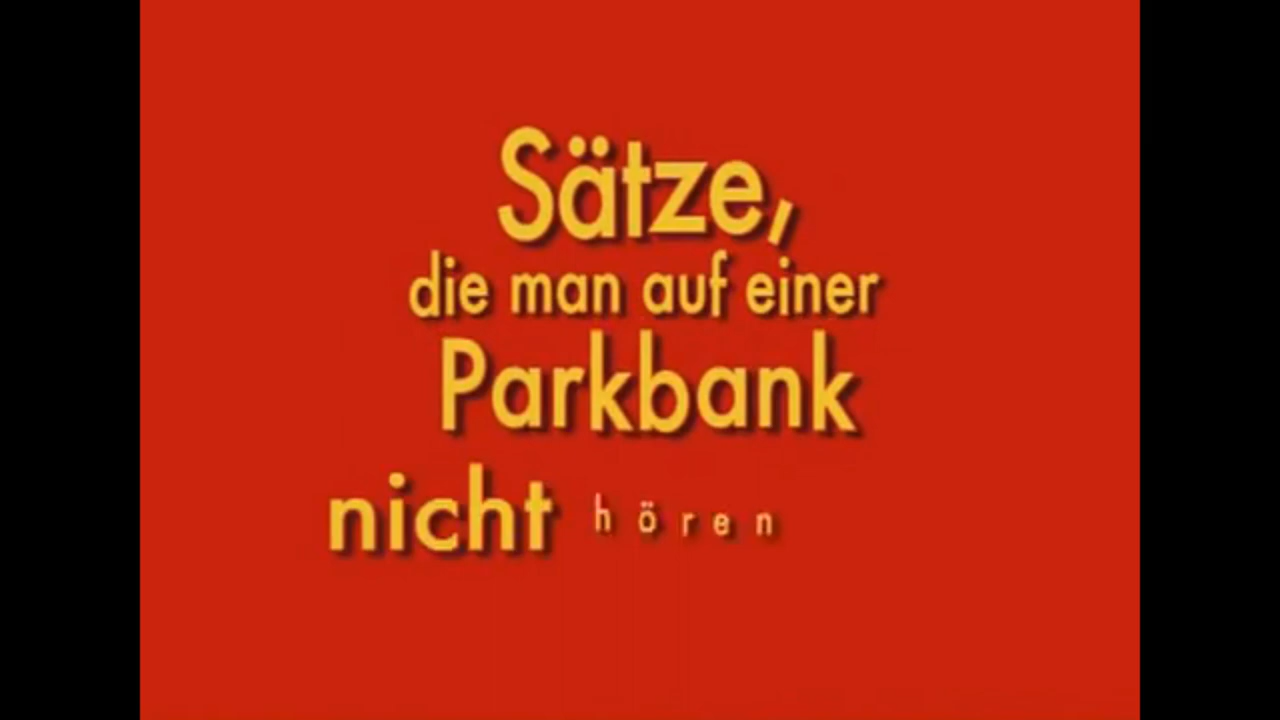 Sätze,
die man auf einer
Parkbank
nicht hören